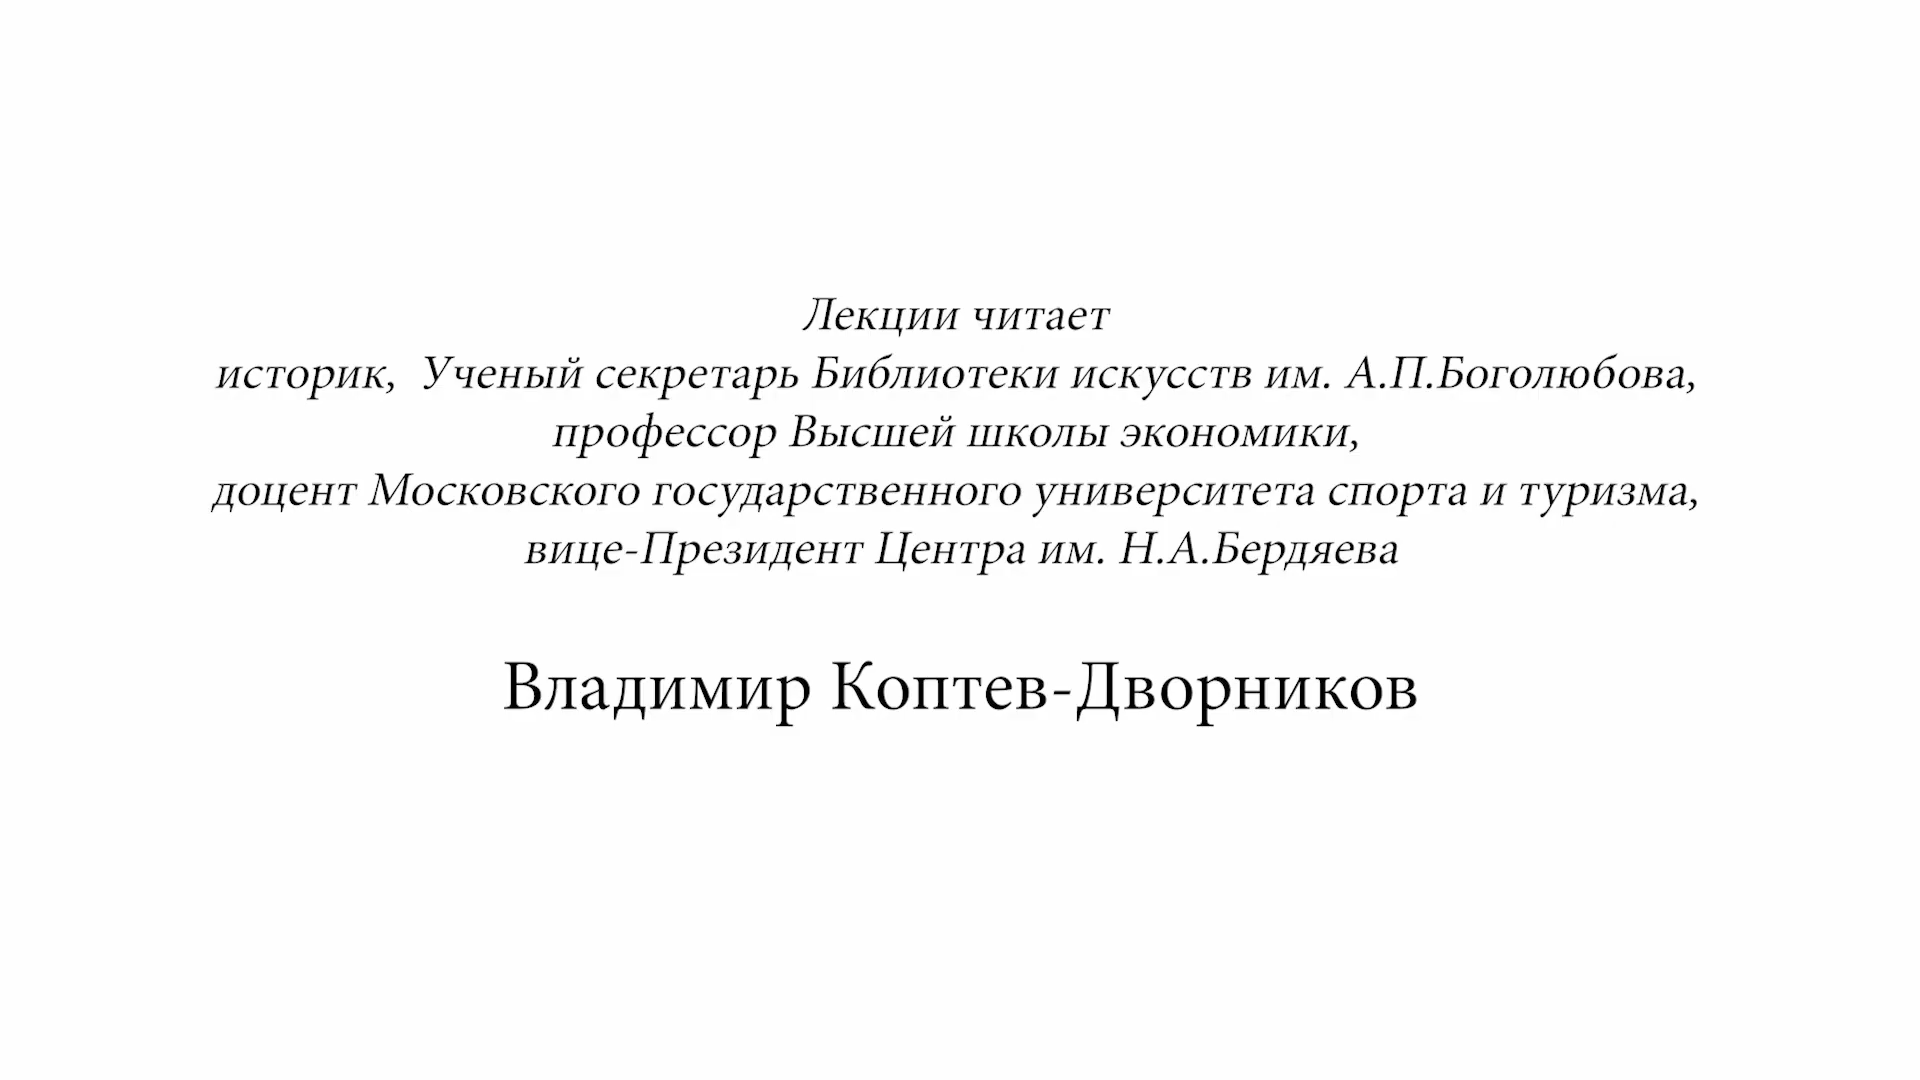 Лекции читает
историк,  Ученый секретарь Библиотеки искусств им. А.П.Боголюбова,
профессор Высшей школы экономики,
доцент Московского государственного университета спорта и туризма,
вице-Президент Центра им. Н.А.Бердяева
Владимир Коптев-Дворников